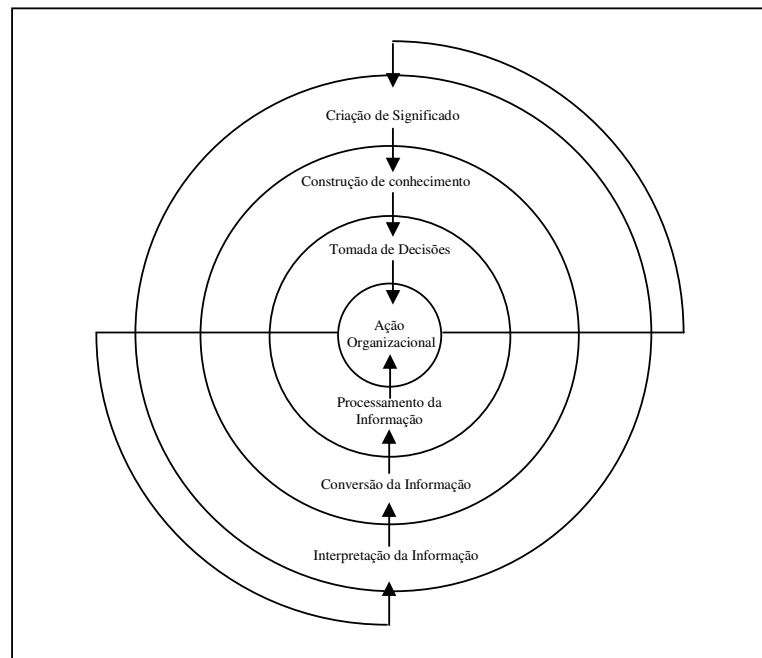 Criação de Significado
Construção de conhecimento
Tomada de Decisões
Ação
Organizacional
Processamento da
Informação
Conversão da Informação
Interpretação da Informação